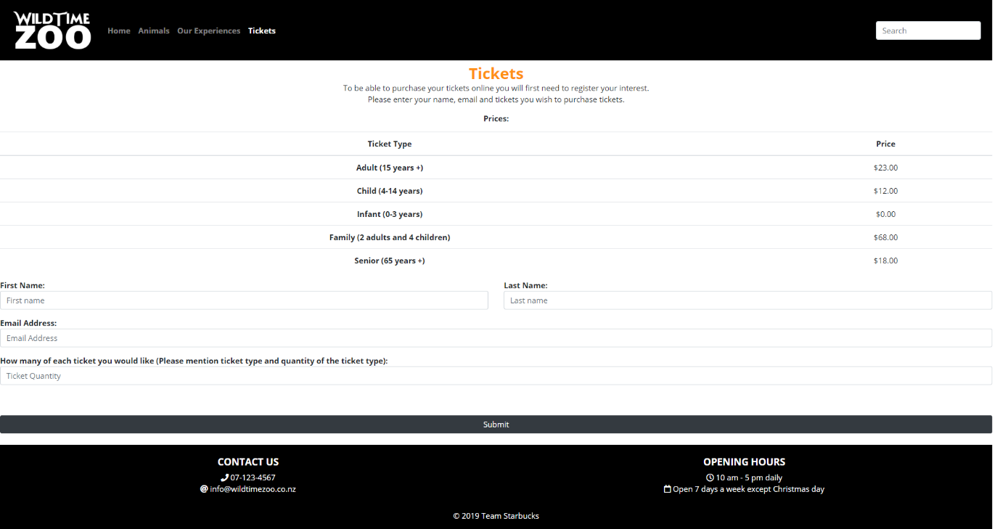 WILDTIME
ZOO
Home Animals Our Experiences Tickets
Search
Tickets
To be able to purchase your tickets online you will first need to register your interest.
Please enter your name, email and tickets you wish to purchase tickets.
Prices:
Ticket Type Price
Adult (15 years +) $23.00
Child (4-14 years) $12.00
Infant (0-3 years) $0.00
Family (2 adults and 4 children) $68.00
Senior (65 years +) $18.00
First Name: Last Name:
First name Last name
Email Address:
Email Address
How many of each ticket you would like (Please mention ticket type and quantity of the ticket type):
Ticket Quantity
Submit
CONTACT US OPENING HOURS
07-123-4567 10 am - 5 pm daily
info@wildtimezoo.co.nz Open 7 days a week except Christmas day
© 2019 Team Starbucks